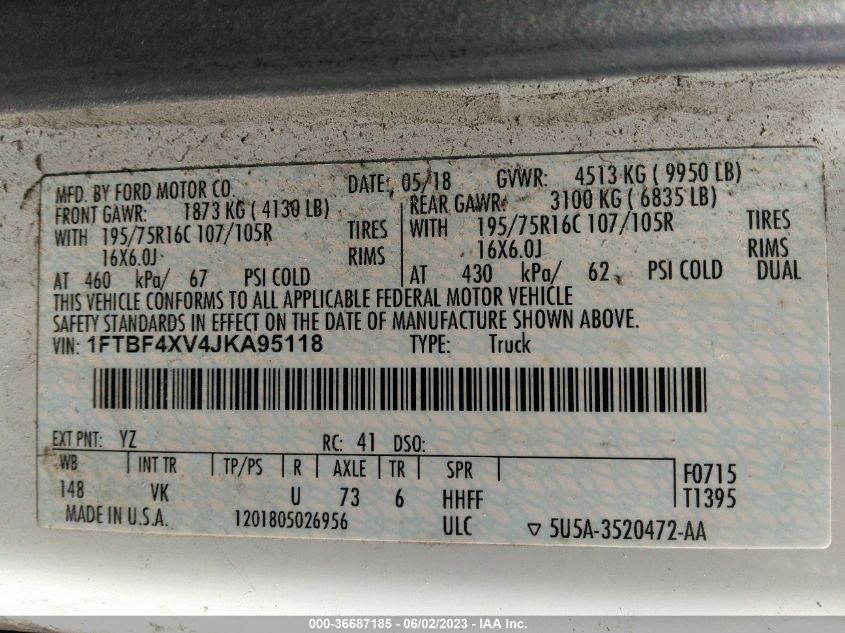 MFD. BY FORD MOTOR CO. DATE: 05/18 GVWR: 4513 KG ( 9950 LB)
FRONT GAWR: 1873 KG ( 4130 LB) REAR GAWR: 3100 KG ( 6835 LB)
WITH 195/75R16C 107/105R TIRES WITH 195/75R16C 107/105R TIRES
16X6.0J RIMS 16X6.0J RIMS
AT 460 kPa/ 67 PSI COLD AT 430 kPa/ 62 PSI COLD DUAL
THIS VEHICLE CONFORMS TO ALL APPLICABLE FEDERAL MOTOR VEHICLE
SAFETY STANDARDS IN EFFECT ON THE DATE OF MANUFACTURE SHOWN ABOVE.
VIN: 1FTBF4XV4JKA95118 TYPE: Truck
EXT PNT: YZ RC: 41 DSO:
WB INT TR TP/PS R AXLE TR SPR F0715
148 VK U 73 6 HHFF T1395
MADE IN U.S.A. 1201805026956 ULC ▽ 5U5A-3520472-AA
000-36687185 - 06/02/2023 - IAA Inc.